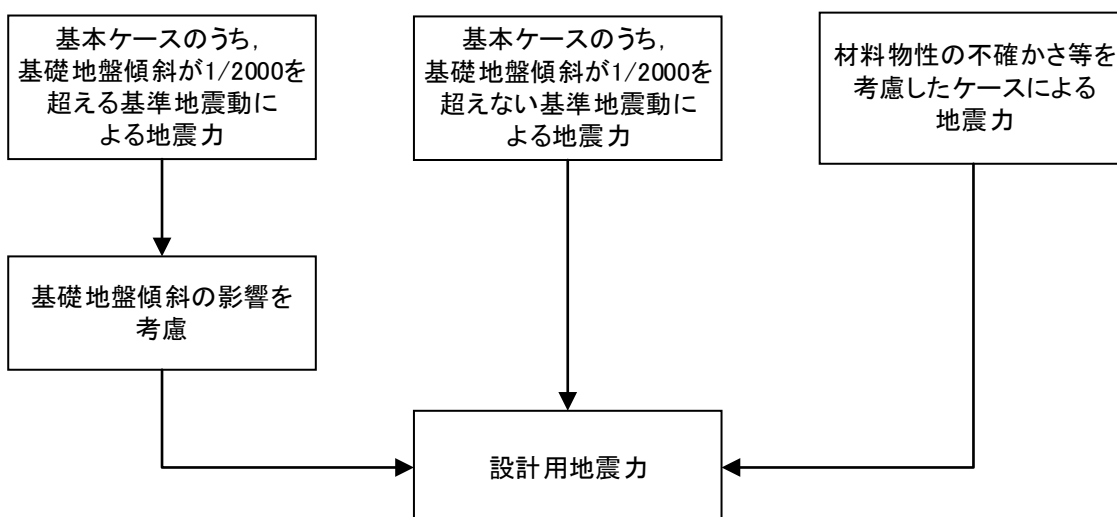 基本ケースのうち,
基礎地盤傾斜が1/2000を
超える基準地震動に
よる地震力
基本ケースのうち,
基礎地盤傾斜が1/2000を
超えない基準地震動に
よる地震力
材料物性の不確かさ等を
考慮したケースによる
地震力
基礎地盤傾斜の影響を
考慮
設計用地震力